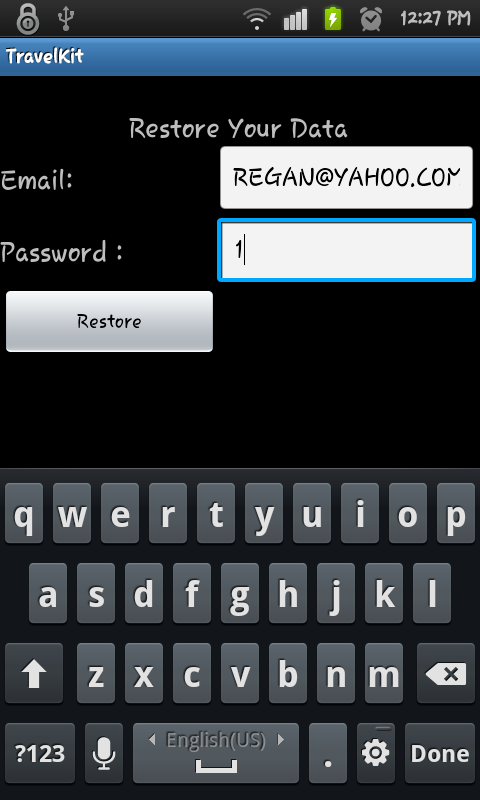 12:27 PM
TravelKit
Restore Your Data
Email: REGAN@YAHOO.COM
Password : 1
Restore
q w e r t y u i o p
a s d f g h j k l
z x c v b n m
?123 English(US) . Done